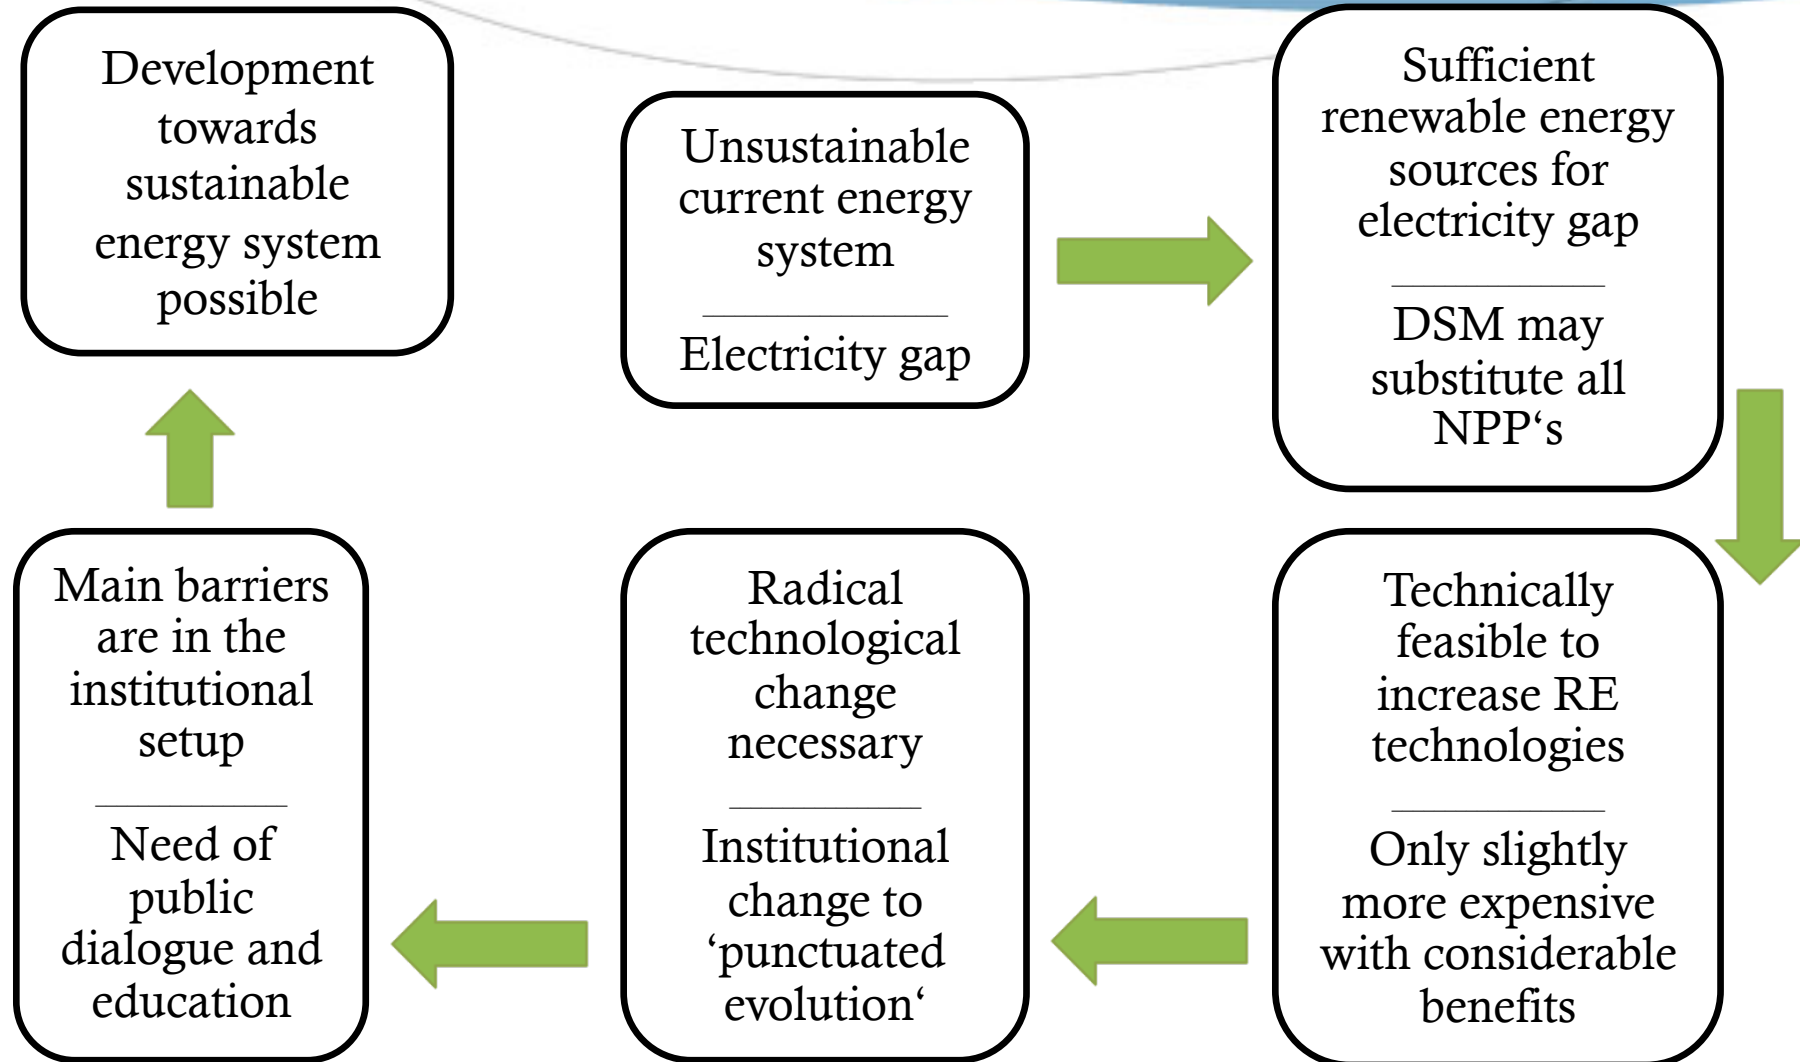 Development
towards
sustainable
energy system
possible
Unsustainable
current energy
system
Electricity gap
Sufficient
renewable energy
sources for
electricity gap
DSM may
substitute all
NPP‘s
Technically
feasible to
increase RE
technologies
Only slightly
more expensive
with considerable
benefits
Radical
technological
change
necessary
Institutional
change to
‘punctuated
evolution‘
Main barriers
are in the
institutional
setup
Need of
public
dialogue and
education